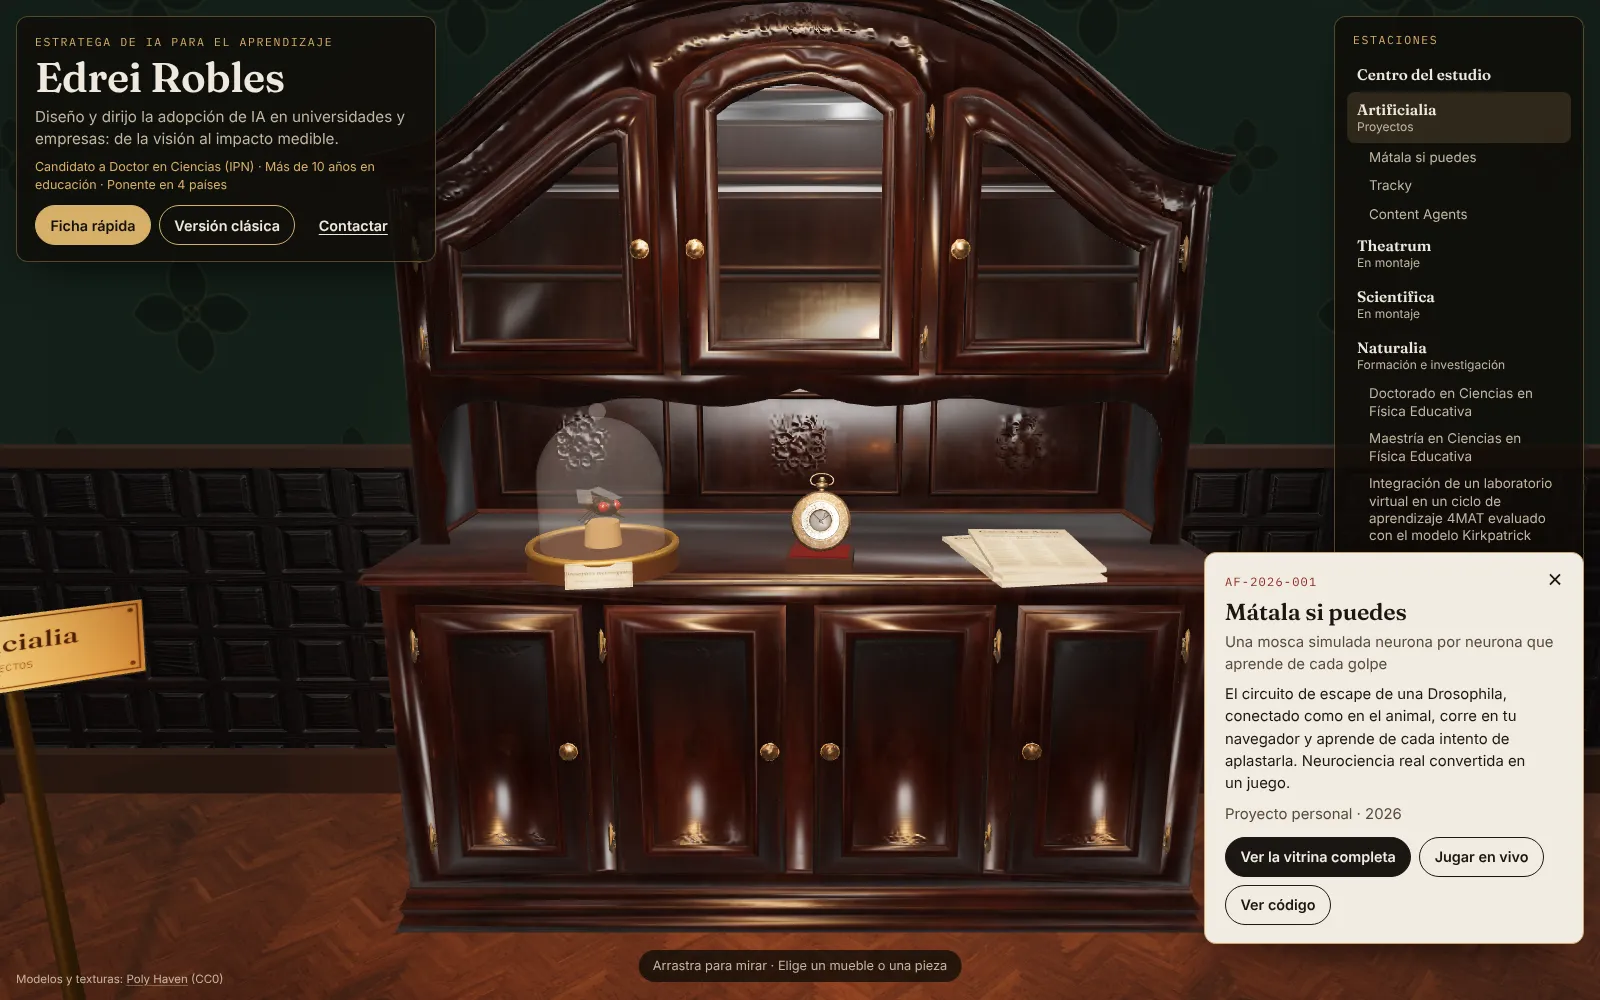 ESTRATEGA DE IA PARA EL APRENDIZAJE
Edrei Robles
Diseño y dirijo la adopción de IA en universidades y
empresas: de la visión al impacto medible.
Candidato a Doctor en Ciencias (IPN) · Más de 10 años en
educación · Ponente en 4 países
Ficha rápida
Versión clásica
Contactar
ESTACIONES
Centro del estudio
Artificialia
Proyectos
Mátala si puedes
Tracky
Content Agents
Theatrum
En montaje
Scientifica
En montaje
Naturalia
Formación e investigación
Doctorado en Ciencias en
Física Educativa
Maestría en Ciencias en
Física Educativa
Integración de un laboratorio
virtual en un ciclo de
aprendizaje 4MAT evaluado
con el modelo Kirkpatrick
cialia
ECTOS
AF-2026-001
Mátala si puedes
Una mosca simulada neurona por neurona que
aprende de cada golpe
El circuito de escape de una Drosophila,
conectado como en el animal, corre en tu
navegador y aprende de cada intento de
aplastarla. Neurociencia real convertida en
un juego.
Proyecto personal · 2026
Ver la vitrina completa
Jugar en vivo
Ver código
Arrastra para mirar · Elige un mueble o una pieza
Modelos y texturas: Poly Haven (CC0)